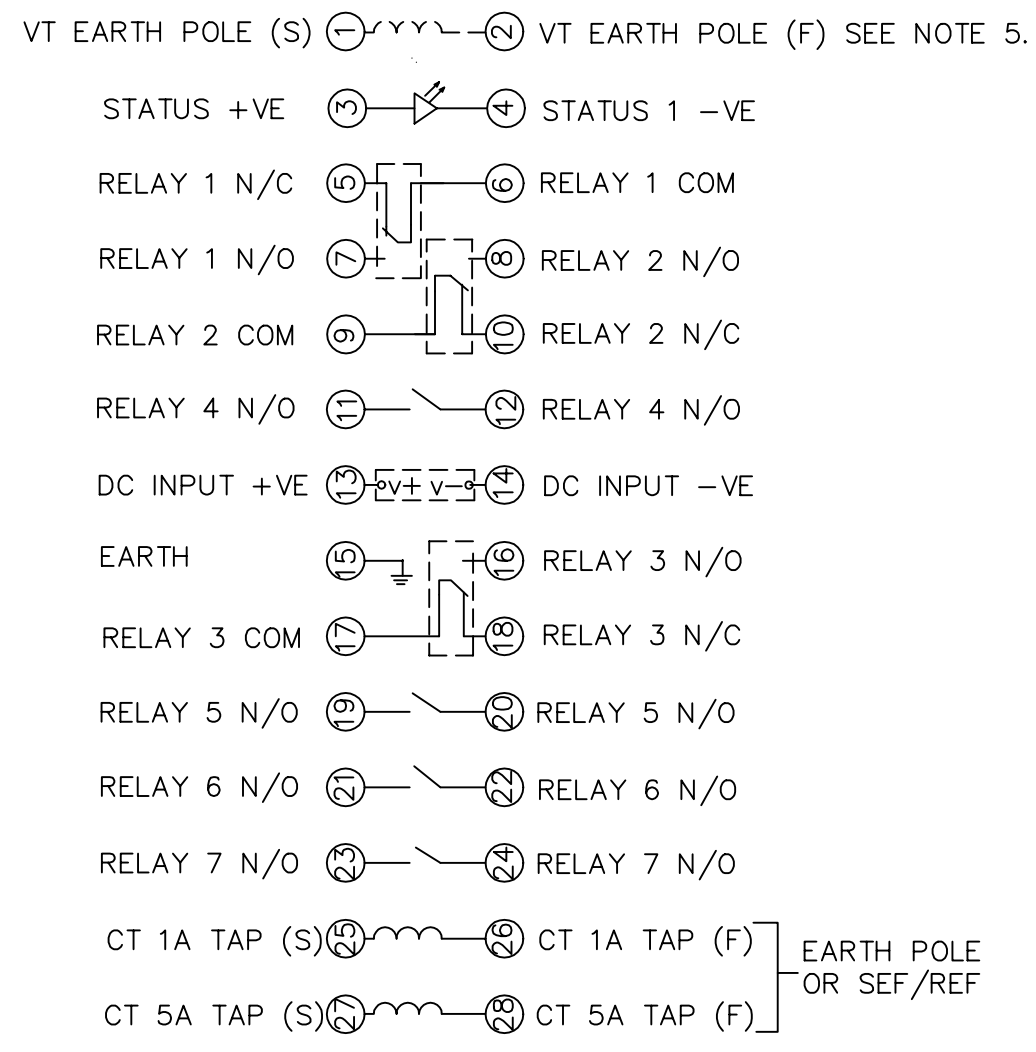 VT EARTH POLE (S) 1 2 VT EARTH POLE (F) SEE NOTE 5.
STATUS +VE 3 4 STATUS 1 −VE
RELAY 1 N/C 5 6 RELAY 1 COM
RELAY 1 N/O 7 8 RELAY 2 N/O
RELAY 2 COM 9 10 RELAY 2 N/C
RELAY 4 N/O 11 12 RELAY 4 N/O
DC INPUT +VE 13 V+ V− 14 DC INPUT −VE
EARTH 15 16 RELAY 3 N/O
RELAY 3 COM 17 18 RELAY 3 N/C
RELAY 5 N/O 19 20 RELAY 5 N/O
RELAY 6 N/O 21 22 RELAY 6 N/O
RELAY 7 N/O 23 24 RELAY 7 N/O
CT 1A TAP (S) 25 26 CT 1A TAP (F)
CT 5A TAP (S) 27 28 CT 5A TAP (F)
EARTH POLE
OR SEF/REF